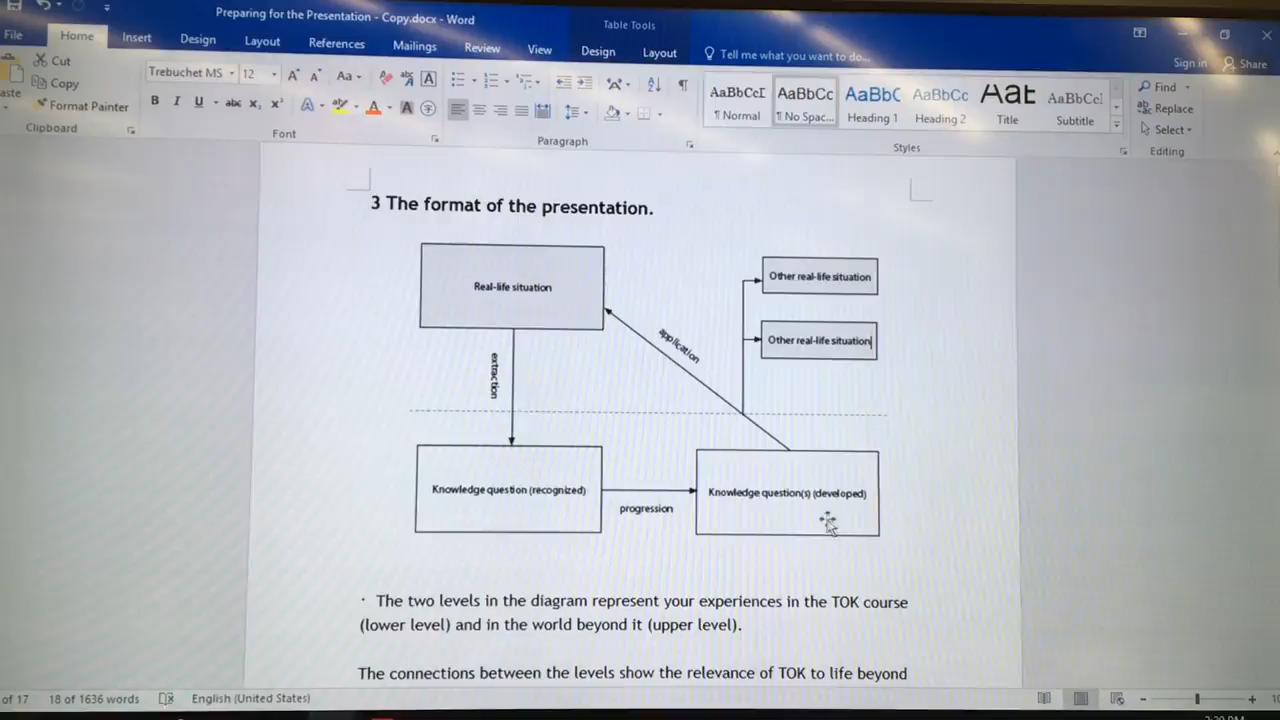 Preparing for the Presentation - Copy.docx - Word
Table Tools
File Home Insert Design Layout References Mailings Review View Design Layout Tell me what you want to do...
Sign in Share
Cut
Copy
Format Painter
Clipboard
Trebuchet MS 12
Font
Paragraph
AaBbCcI AaBbCc AaBbC AaBbCc AaB AaBbCcI
¶ Normal ¶ No Spac... Heading 1 Heading 2 Title Subtitle
Styles
Find
Replace
Select
Editing
3 The format of the presentation.
Real-life situation
Other real-life situation
Other real-life situation
application
extraction
Knowledge question (recognized)
progression
Knowledge question(s) (developed)
· The two levels in the diagram represent your experiences in the TOK course
(lower level) and in the world beyond it (upper level).
The connections between the levels show the relevance of TOK to life beyond
of 17 18 of 1636 words English (United States)